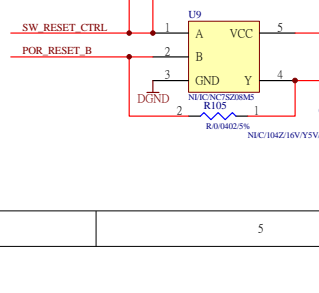 U9
SW_RESET_CTRL 1 A VCC 5
POR_RESET_B 2 B
3 GND Y 4
DGND NI/IC/NC7SZ08M5
2 R105 1
R/0/0402/5%
NI/C/104Z/16V/Y5V/
5